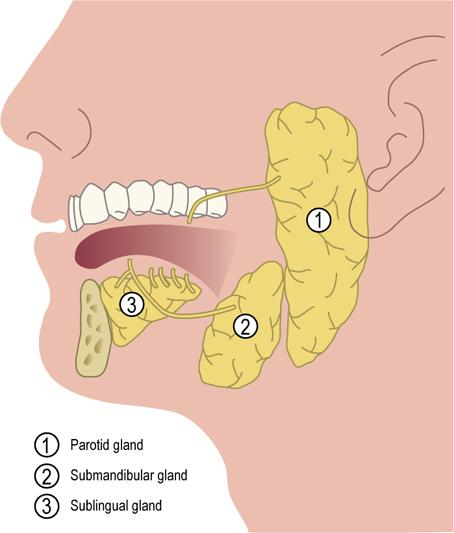 1
2
3
1 Parotid gland
2 Submandibular gland
3 Sublingual gland